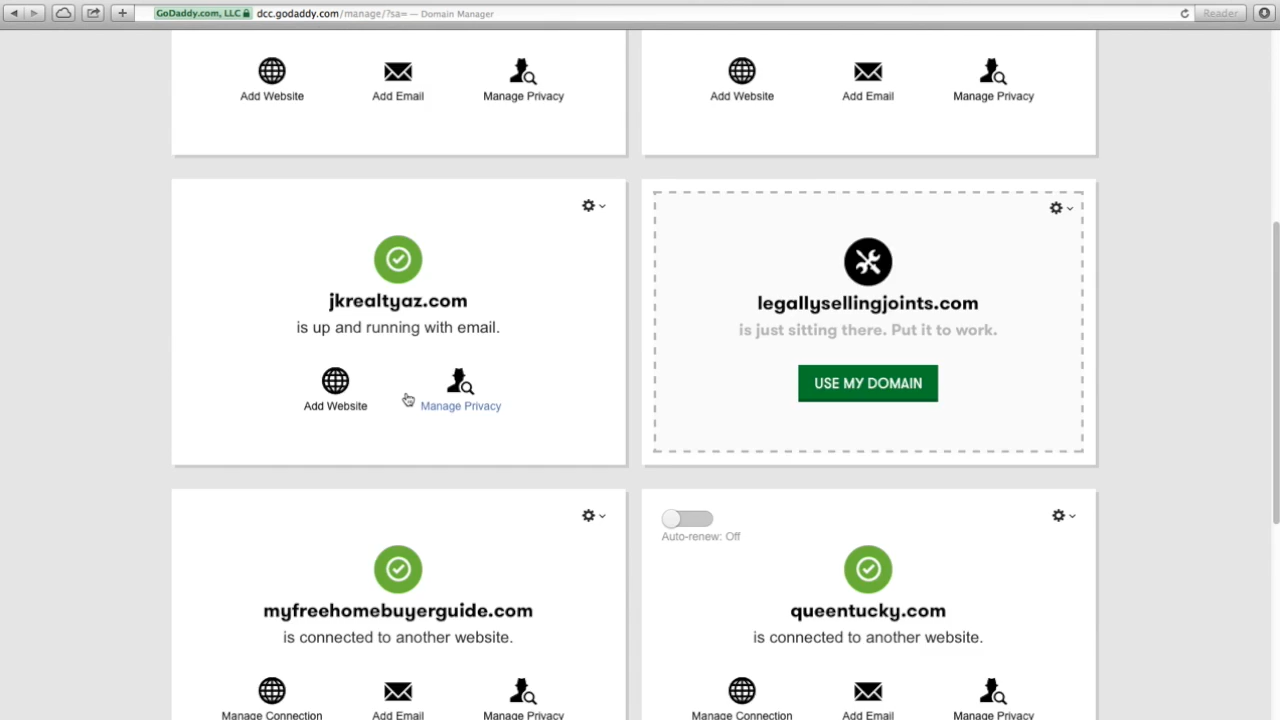 GoDaddy.com, LLC dcc.godaddy.com/manage/?sa= — Domain Manager Reader
Add Website Add Email Manage Privacy
Add Website Add Email Manage Privacy
jkrealtyaz.com
is up and running with email.
Add Website Manage Privacy
legallysellingjoints.com
is just sitting there. Put it to work.
USE MY DOMAIN
myfreehomebuyerguide.com
is connected to another website.
Manage Connection Add Email Manage Privacy
Auto-renew: Off
queentucky.com
is connected to another website.
Manage Connection Add Email Manage Privacy